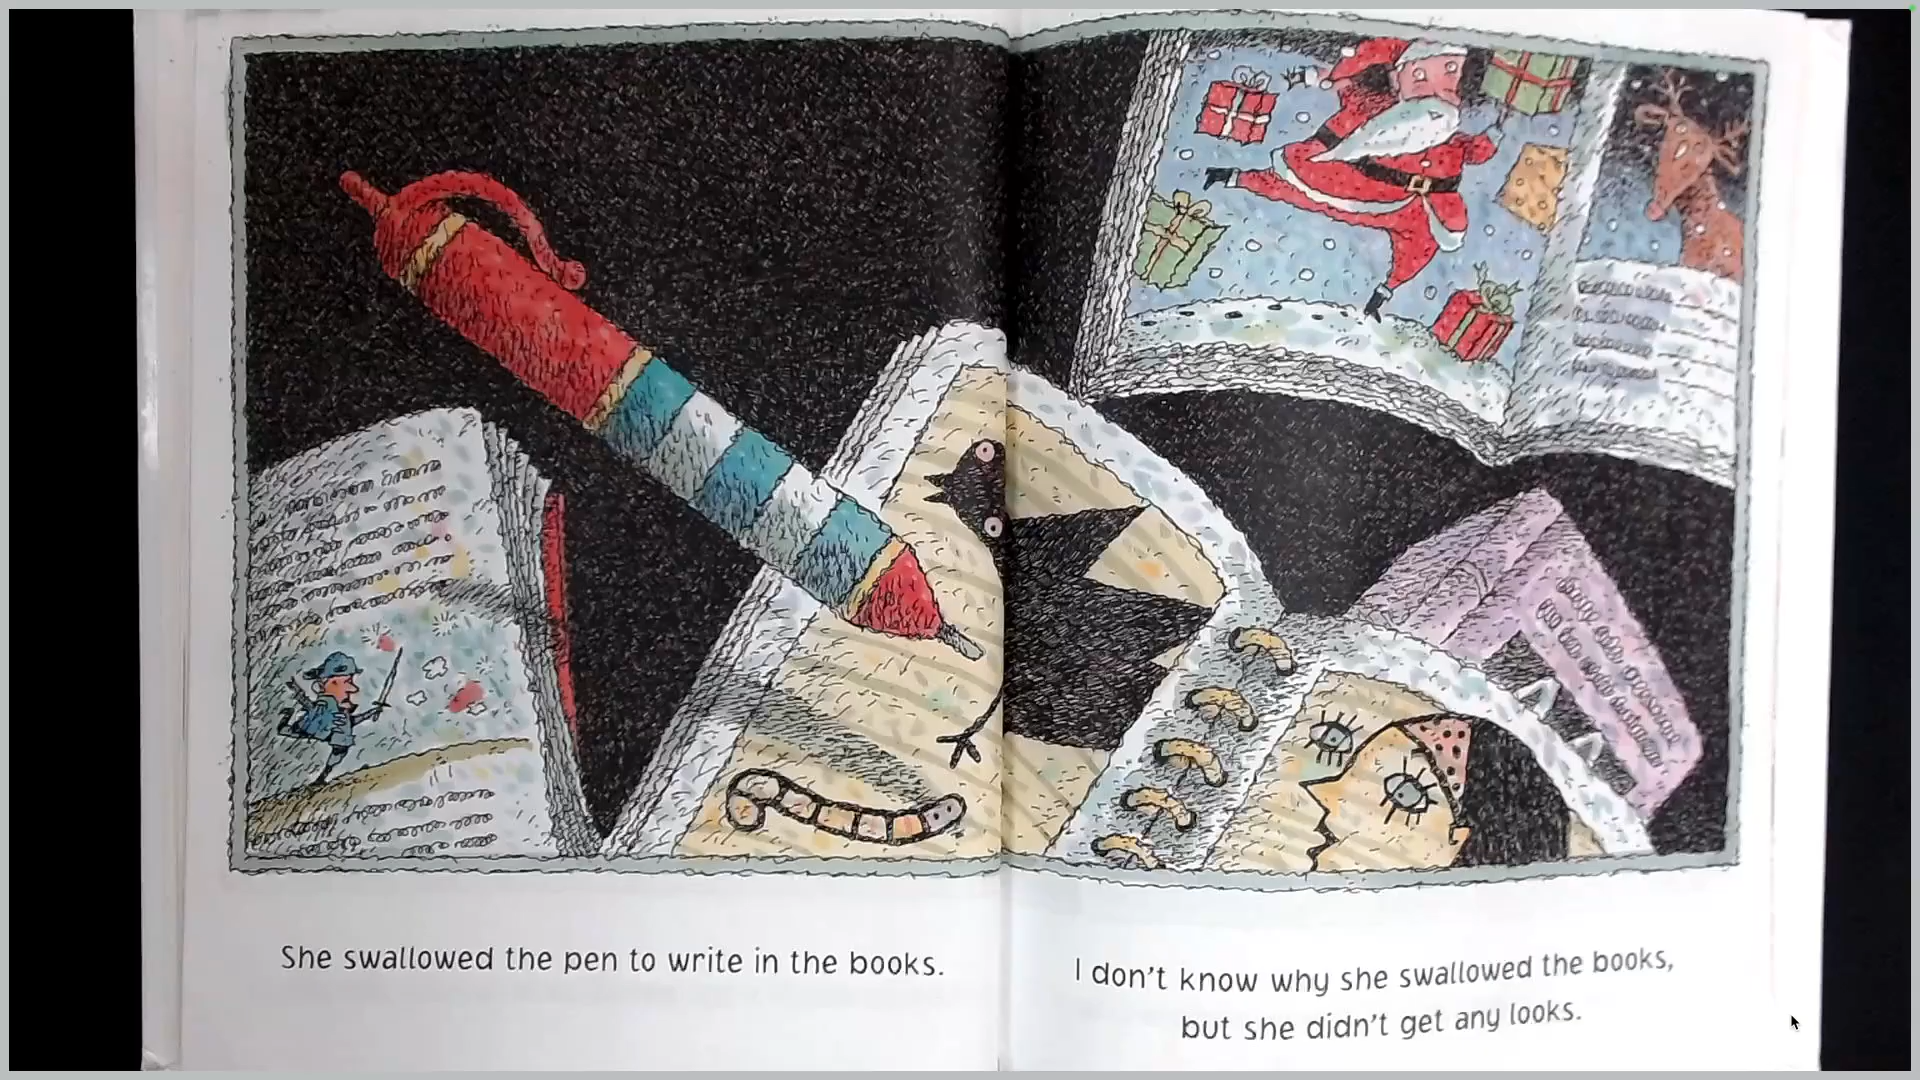 She swallowed the pen to write in the books.
I don't know why she swallowed the books,
but she didn't get any looks.